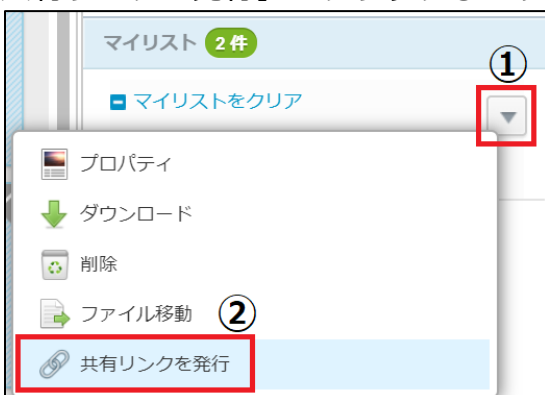 マイリスト 2件
①
マイリストをクリア
プロパティ
ダウンロード
削除
ファイル移動 ②
共有リンクを発行